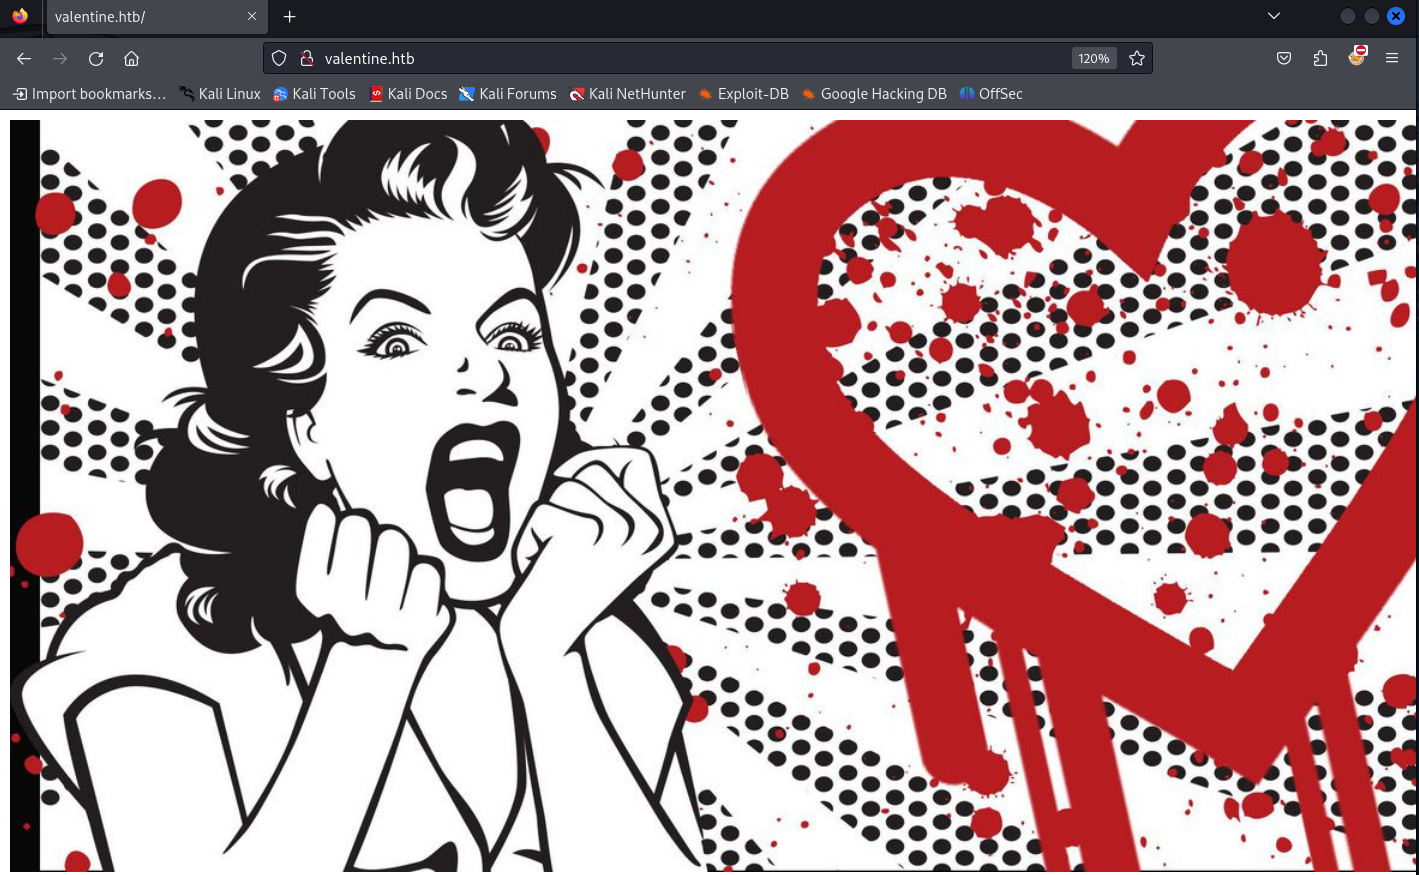 valentine.htb/
valentine.htb 120%
Import bookmarks… Kali Linux Kali Tools Kali Docs Kali Forums Kali NetHunter Exploit-DB Google Hacking DB OffSec